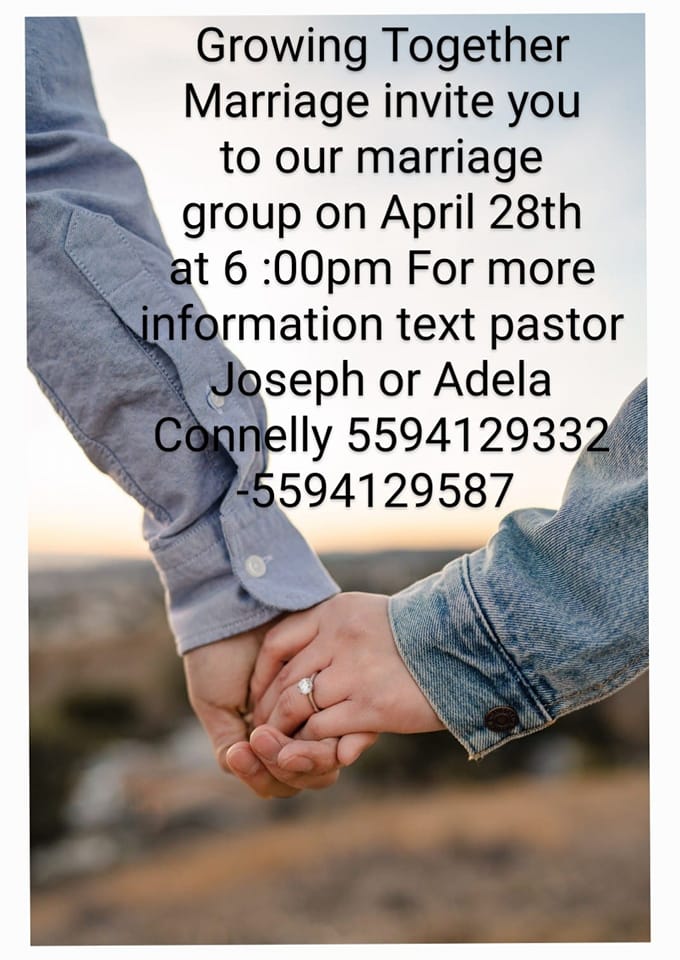 Growing Together
Marriage invite you
to our marriage
group on April 28th
at 6 :00pm For more
information text pastor
Joseph or Adela
Connelly 5594129332
-5594129587